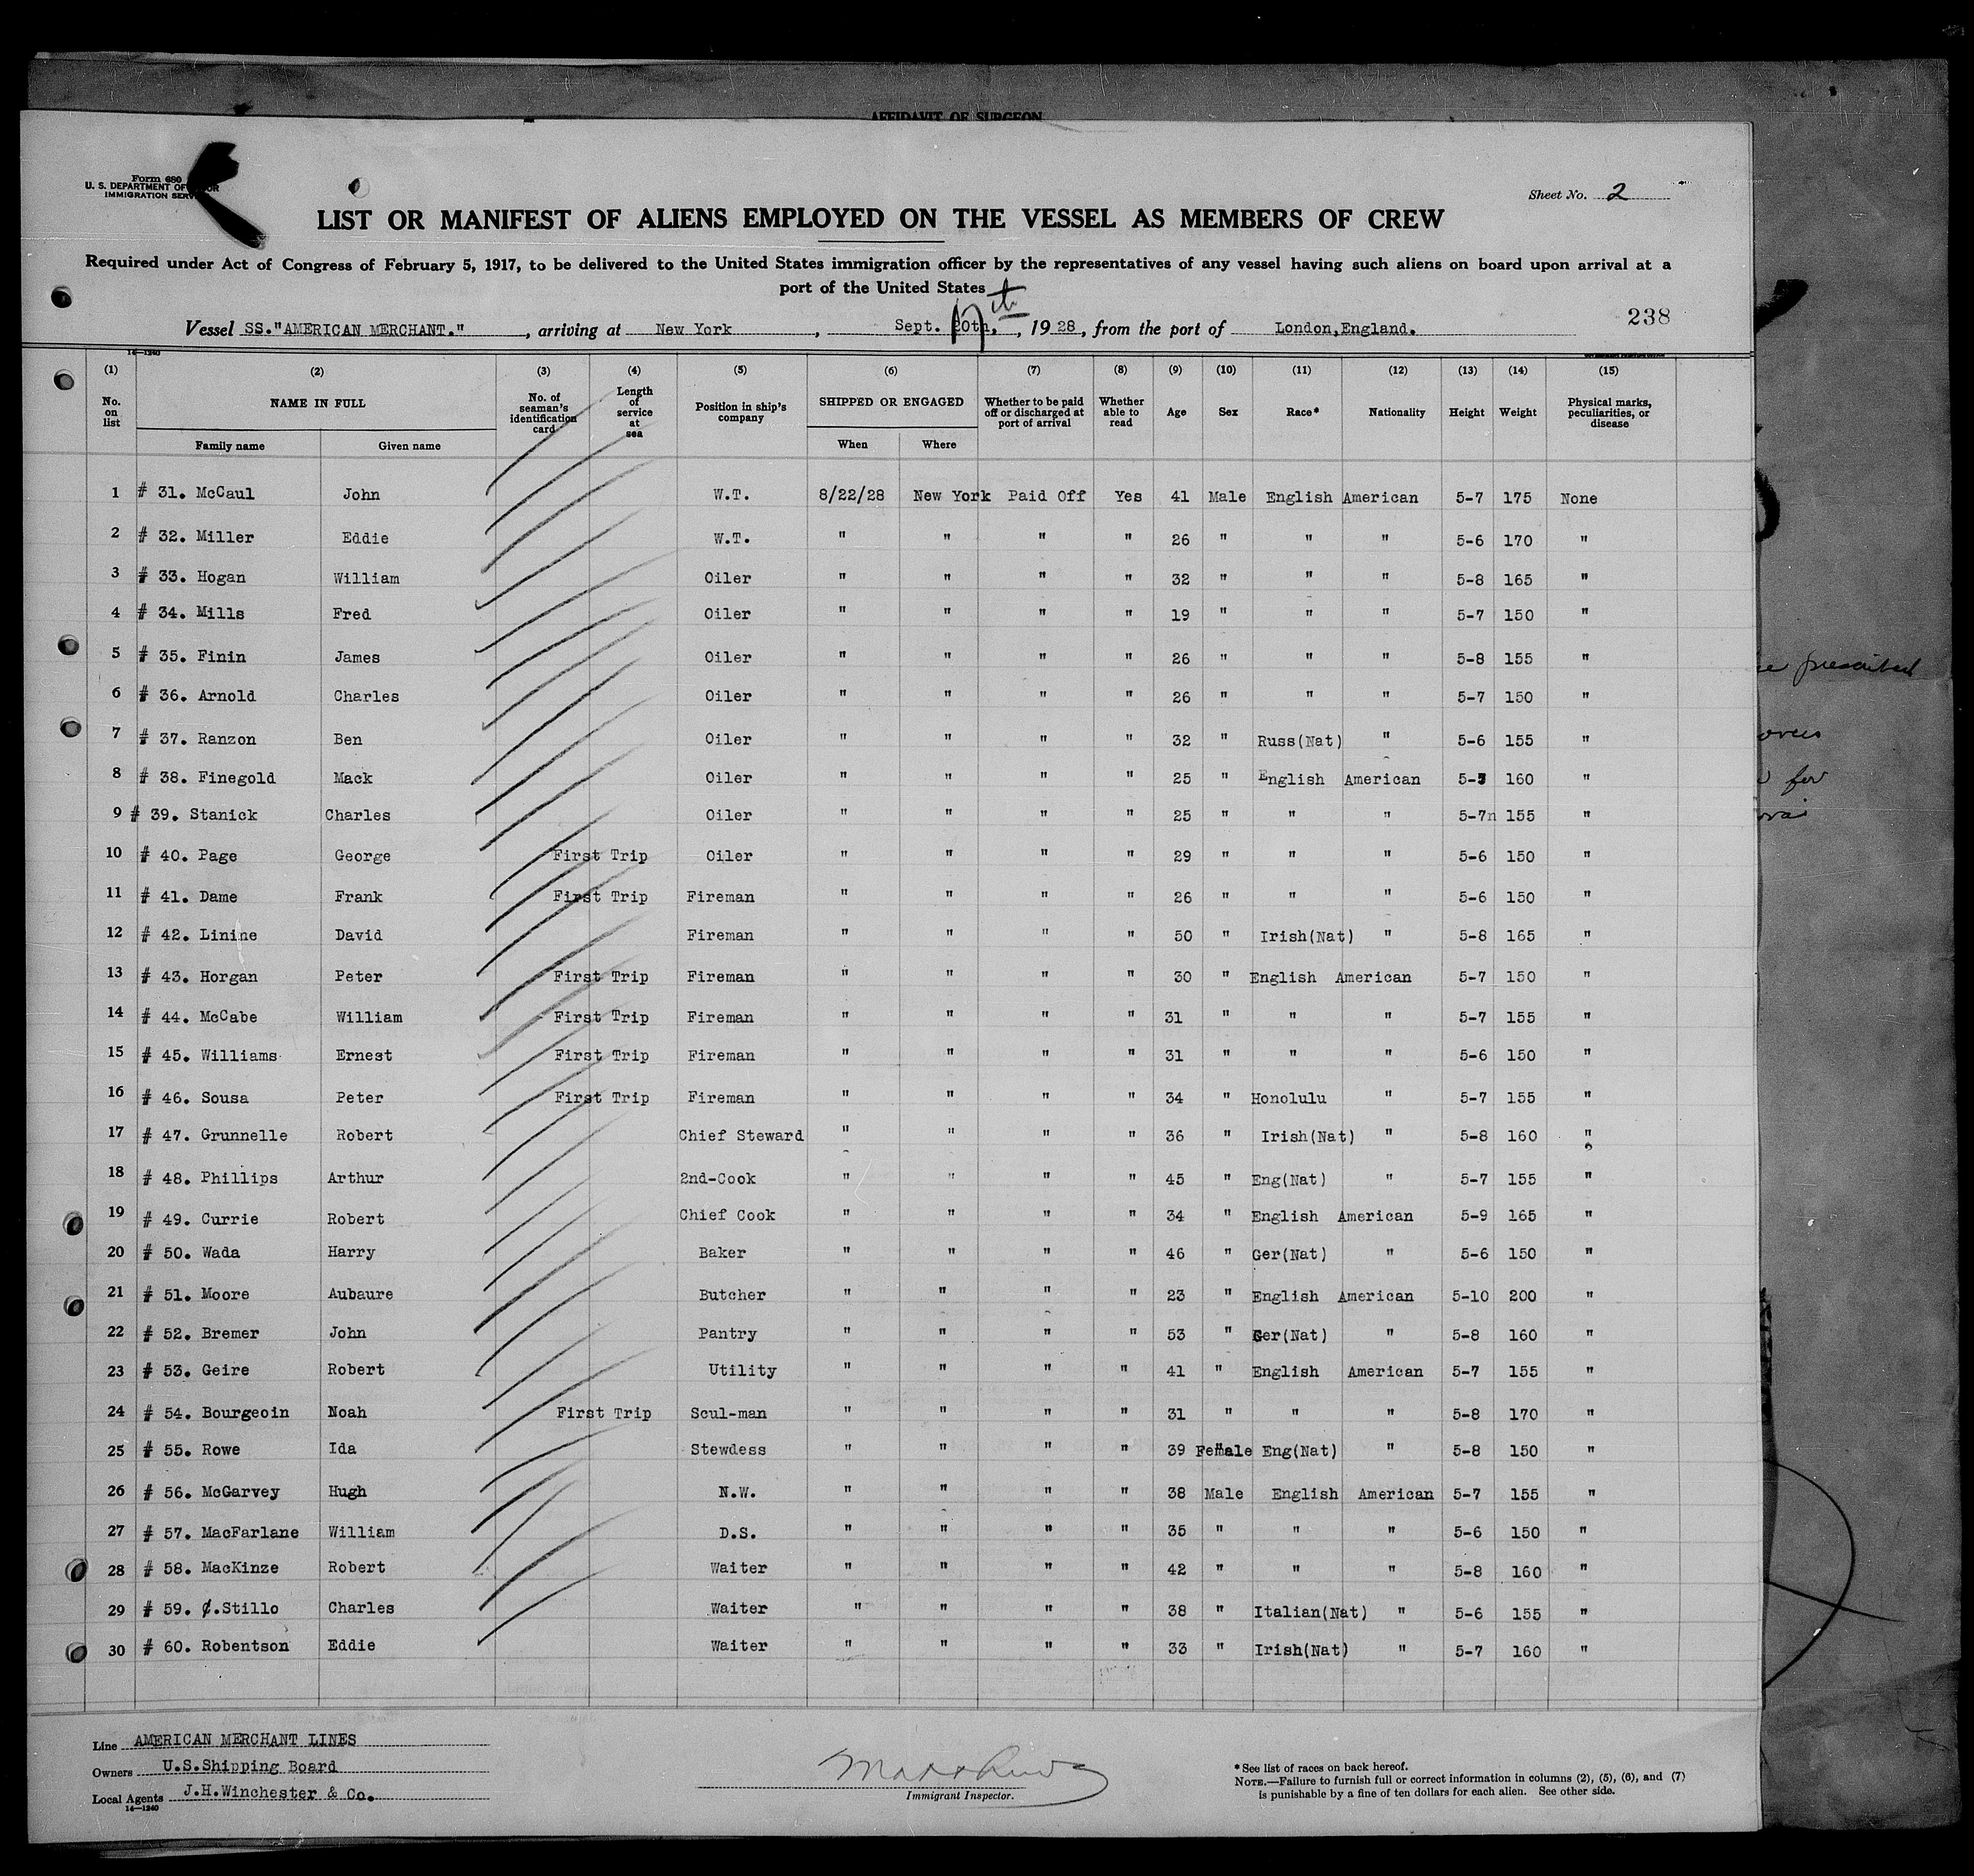 AFFIDAVIT OF SURGEON
Form 680
U. S. DEPARTMENT OF
IMMIGRATION SERV
Sheet No. 2
LIST OR MANIFEST OF ALIENS EMPLOYED ON THE VESSEL AS MEMBERS OF CREW
Required under Act of Congress of February 5, 1917, to be delivered to the United States immigration officer by the representatives of any vessel having such aliens on board upon arrival at a
port of the United States
238
Vessel SS."AMERICAN MERCHANT.", arriving at New York, Sept. 20th, 17th, 1928, from the port of London,England.
14—1240
(1) (2) (3) (4) (5) (6) (7) (8) (9) (10) (11) (12) (13) (14) (15)
No. on list NAME IN FULL No. of seaman's identification card Length of service at sea Position in ship's company SHIPPED OR ENGAGED Whether to be paid off or discharged at port of arrival Whether able to read Age Sex Race* Nationality Height Weight Physical marks, peculiarities, or disease
Family name Given name When Where
1 # 31. McCaul John W.T. 8/22/28 New York Paid Off Yes 41 Male English American 5-7 175 None
2 # 32. Miller Eddie W.T. " " " " 26 " " " 5-6 170 "
3 # 33. Hogan William Oiler " " " " 32 " " " 5-8 165 "
4 # 34. Mills Fred Oiler " " " " 19 " " " 5-7 150 "
5 # 35. Finin James Oiler " " " " 26 " " " 5-8 155 "
6 # 36. Arnold Charles Oiler " " " " 26 " " " 5-7 150 "
7 # 37. Ranzon Ben Oiler " " " " 32 " Russ(Nat) " 5-6 155 "
8 # 38. Finegold Mack Oiler " " " " 25 " English American 5-5 160 "
9 # 39. Stanick Charles Oiler " " " " 25 " " " 5-7n 155 "
10 # 40. Page George First Trip Oiler " " " " 29 " " " 5-6 150 "
11 # 41. Dame Frank First Trip Fireman " " " " 26 " " " 5-6 150 "
12 # 42. Linine David Fireman " " " " 50 " Irish(Nat) " 5-8 165 "
13 # 43. Horgan Peter First Trip Fireman " " " " 30 " English American 5-7 150 "
14 # 44. McCabe William First Trip Fireman " " " " 31 " " " 5-7 155 "
15 # 45. Williams Ernest First Trip Fireman " " " " 31 " " " 5-6 150 "
16 # 46. Sousa Peter First Trip Fireman " " " " 34 " Honolulu " 5-7 155 "
17 # 47. Grunnelle Robert Chief Steward " " " " 36 " Irish(Nat) " 5-8 160 "
18 # 48. Phillips Arthur 2nd-Cook " " " " 45 " Eng(Nat) " 5-7 155 "
19 # 49. Currie Robert Chief Cook " " " " 34 " English American 5-9 165 "
20 # 50. Wada Harry Baker " " " " 46 " Ger(Nat) " 5-6 150 "
21 # 51. Moore Aubaure Butcher " " " " 23 " English American 5-10 200 "
22 # 52. Bremer John Pantry " " " " 53 " Ger(Nat) " 5-8 160 "
23 # 53. Geire Robert Utility " " " " 41 " English American 5-7 155 "
24 # 54. Bourgeoin Noah First Trip Scul-man " " " " 31 " " " 5-8 170 "
25 # 55. Rowe Ida Stewdess " " " " 39 Female Eng(Nat) " 5-8 150 "
26 # 56. McGarvey Hugh N.W. " " " " 38 Male English American 5-7 155 "
27 # 57. MacFarlane William D.S. " " " " 35 " " " 5-6 150 "
28 # 58. MacKinze Robert Waiter " " " " 42 " " " 5-8 160 "
29 # 59. ¢.Stillo Charles Waiter " " " " 38 " Italian(Nat) " 5-6 155 "
30 # 60. Robentson Eddie Waiter " " " " 33 " Irish(Nat) " 5-7 160 "
Line AMERICAN MERCHANT LINES
Owners U.S.Shipping Board
Local Agents J.H.Winchester & Co.
14—1240
Immigrant Inspector.
* See list of races on back hereof.
NOTE.—Failure to furnish full or correct information in columns (2), (5), (6), and (7)
is punishable by a fine of ten dollars for each alien. See other side.
prescribed
for